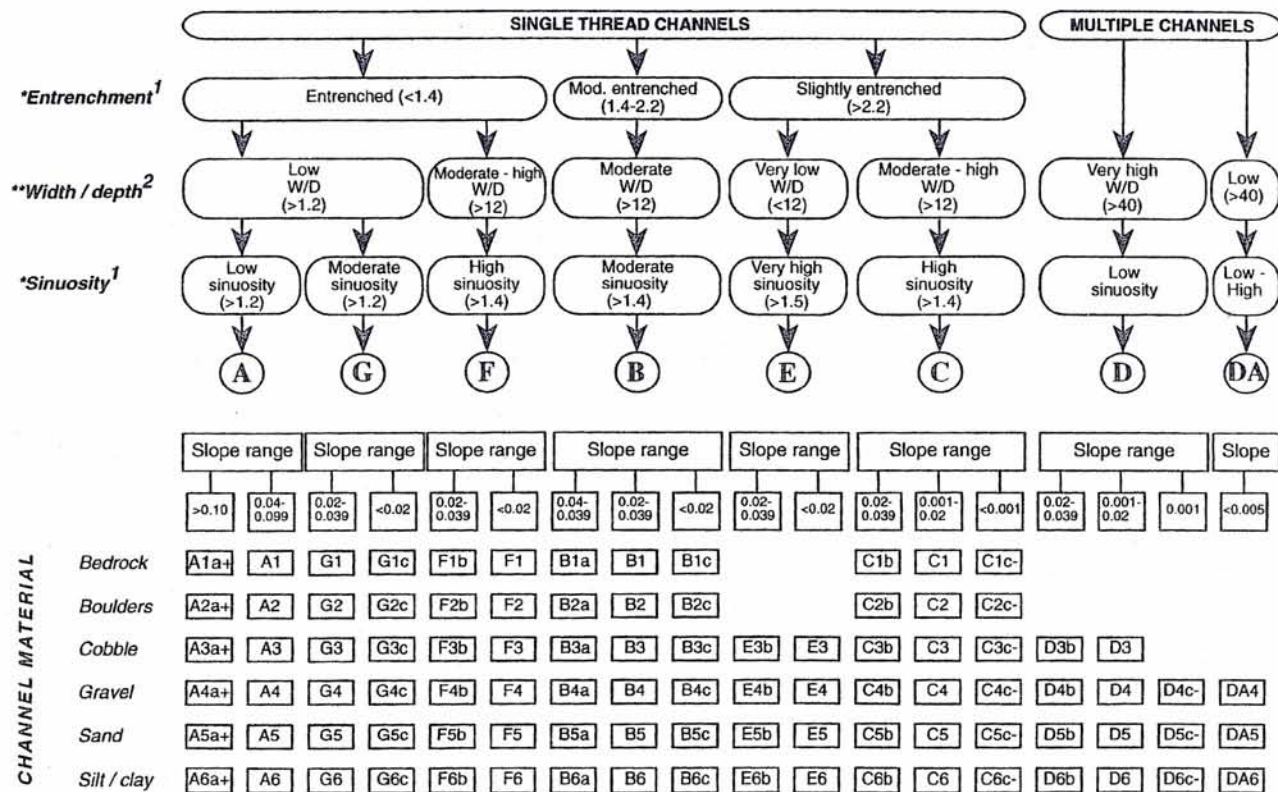 SINGLE THREAD CHANNELS MULTIPLE CHANNELS
*Entrenchment1
Entrenched (<1.4)
Mod. entrenched
(1.4-2.2)
Slightly entrenched
(>2.2)
**Width / depth2
Low
W/D
(>1.2)
Moderate - high
W/D
(>12)
Moderate
W/D
(>12)
Very low
W/D
(<12)
Moderate - high
W/D
(>12)
Very high
W/D
(>40)
Low
(>40)
*Sinuosity1
Low
sinuosity
(>1.2)
Moderate
sinuosity
(>1.2)
High
sinuosity
(>1.4)
Moderate
sinuosity
(>1.4)
Very high
sinuosity
(>1.5)
High
sinuosity
(>1.4)
Low
sinuosity
Low -
High
A G F B E C D DA
Slope range Slope range Slope range Slope range Slope range Slope range Slope range Slope
>0.10
0.04-
0.099
0.02-
0.039
<0.02
0.02-
0.039
<0.02
0.04-
0.039
0.02-
0.039
<0.02
0.02-
0.039
<0.02
0.02-
0.039
0.001-
0.02
<0.001
0.02-
0.039
0.001-
0.02
0.001
<0.005
CHANNEL MATERIAL
Bedrock A1a+ A1 G1 G1c F1b F1 B1a B1 B1c C1b C1 C1c-
Boulders A2a+ A2 G2 G2c F2b F2 B2a B2 B2c C2b C2 C2c-
Cobble A3a+ A3 G3 G3c F3b F3 B3a B3 B3c E3b E3 C3b C3 C3c- D3b D3
Gravel A4a+ A4 G4 G4c F4b F4 B4a B4 B4c E4b E4 C4b C4 C4c- D4b D4 D4c- DA4
Sand A5a+ A5 G5 G5c F5b F5 B5a B5 B5c E5b E5 C5b C5 C5c- D5b D5 D5c- DA5
Silt / clay A6a+ A6 G6 G6c F6b F6 B6a B6 B6c E6b E6 C6b C6 C6c- D6b D6 D6c- DA6